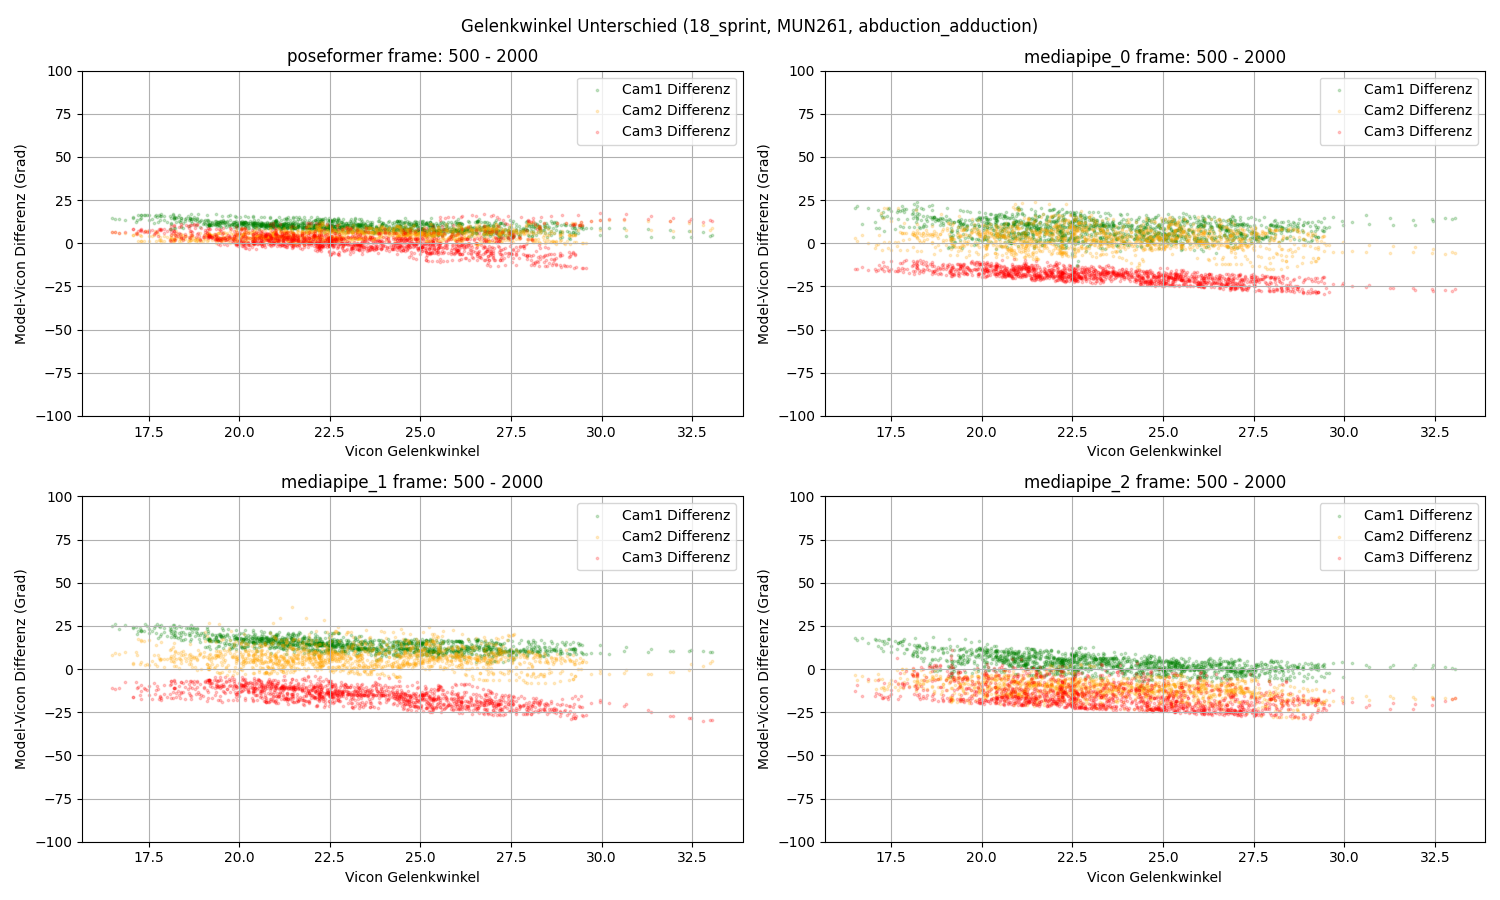 Gelenkwinkel Unterschied (18_sprint, MUN261, abduction_adduction)
poseformer frame: 500 - 2000
100
75
50
25
0
−25
−50
−75
−100
Model-Vicon Differenz (Grad)
Cam1 Differenz
Cam2 Differenz
Cam3 Differenz
17.5 20.0 22.5 25.0 27.5 30.0 32.5
Vicon Gelenkwinkel
mediapipe_0 frame: 500 - 2000
100
75
50
25
0
−25
−50
−75
−100
Model-Vicon Differenz (Grad)
Cam1 Differenz
Cam2 Differenz
Cam3 Differenz
17.5 20.0 22.5 25.0 27.5 30.0 32.5
Vicon Gelenkwinkel
mediapipe_1 frame: 500 - 2000
100
75
50
25
0
−25
−50
−75
−100
Model-Vicon Differenz (Grad)
Cam1 Differenz
Cam2 Differenz
Cam3 Differenz
17.5 20.0 22.5 25.0 27.5 30.0 32.5
Vicon Gelenkwinkel
mediapipe_2 frame: 500 - 2000
100
75
50
25
0
−25
−50
−75
−100
Model-Vicon Differenz (Grad)
Cam1 Differenz
Cam2 Differenz
Cam3 Differenz
17.5 20.0 22.5 25.0 27.5 30.0 32.5
Vicon Gelenkwinkel